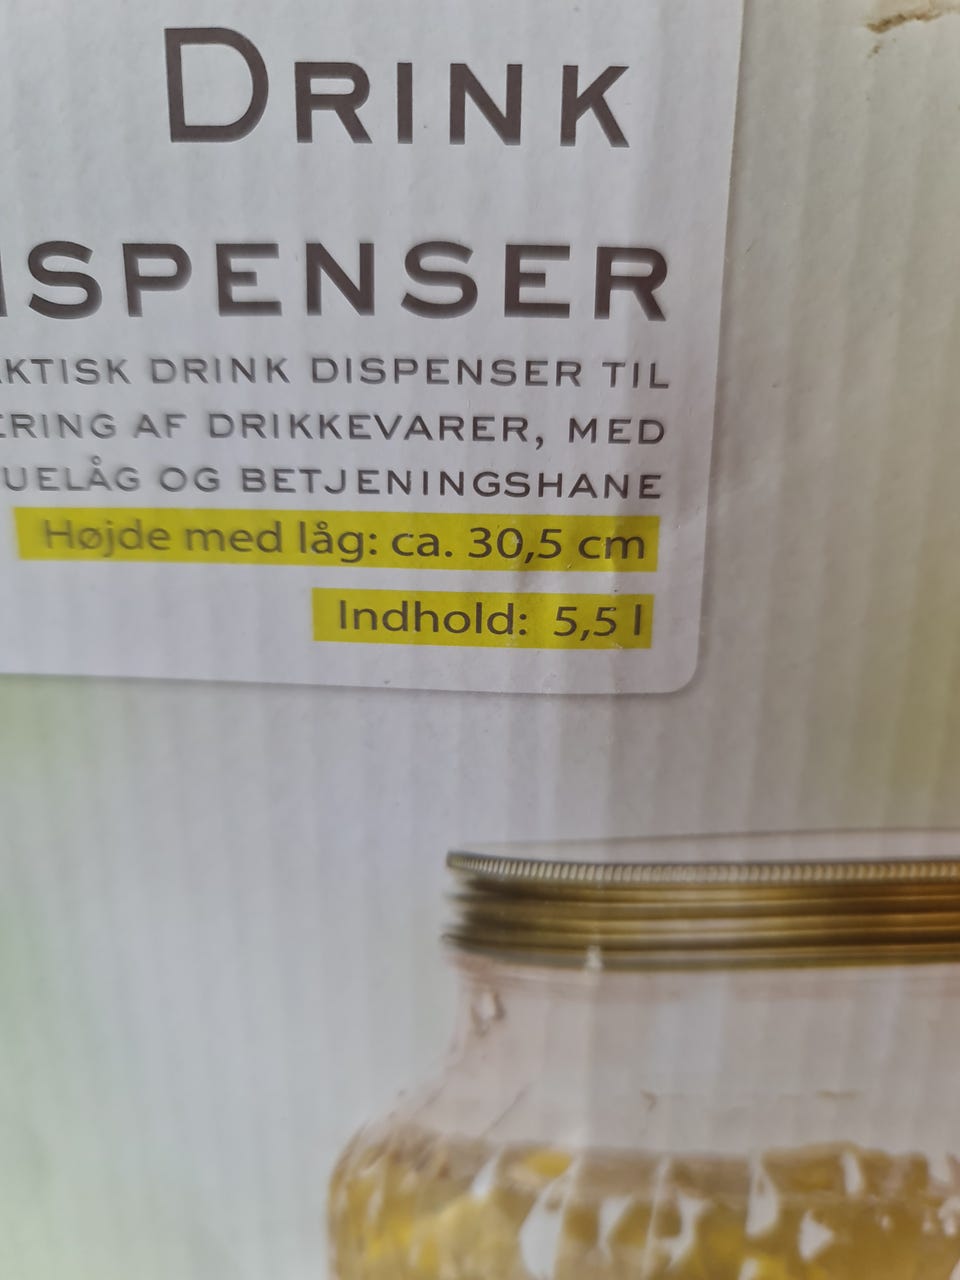 DRINK
ISPENSER
KTISK DRINK DISPENSER TIL
ERING AF DRIKKEVARER, MED
UELÅG OG BETJENINGSHANE
Højde med låg: ca. 30,5 cm
Indhold: 5,5 l